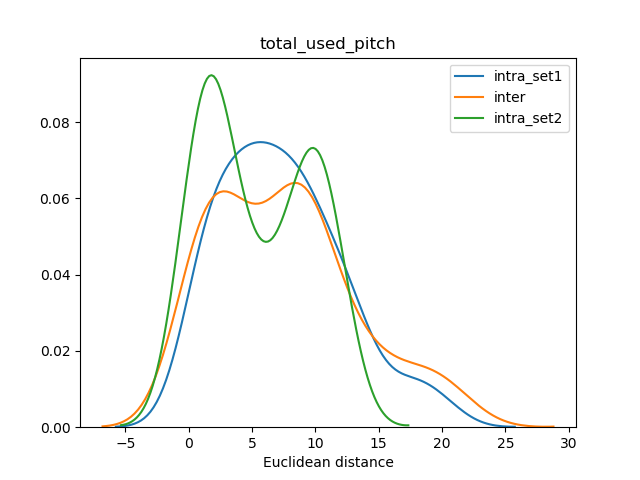 total_used_pitch
intra_set1
inter
intra_set2
0.08
0.06
0.04
0.02
0.00
−5 0 5 10 15 20 25 30
Euclidean distance